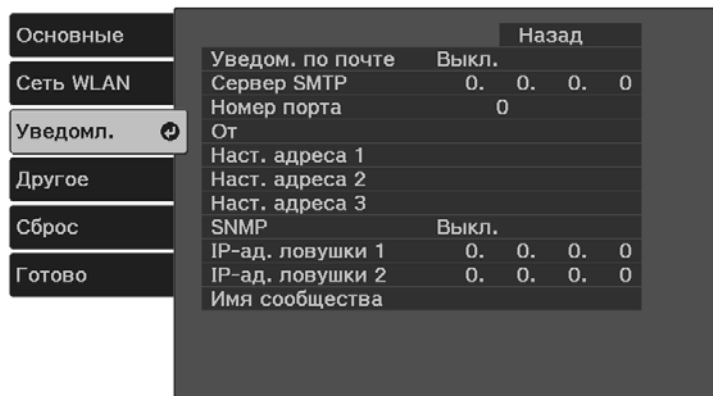 Основные
Сеть WLAN
Уведомл.
Другое
Сброс
Готово
Назад
Уведом. по почте Выкл.
Сервер SMTP 0. 0. 0. 0
Номер порта 0
От
Наст. адреса 1
Наст. адреса 2
Наст. адреса 3
SNMP Выкл.
IP-ад. ловушки 1 0. 0. 0. 0
IP-ад. ловушки 2 0. 0. 0. 0
Имя сообщества